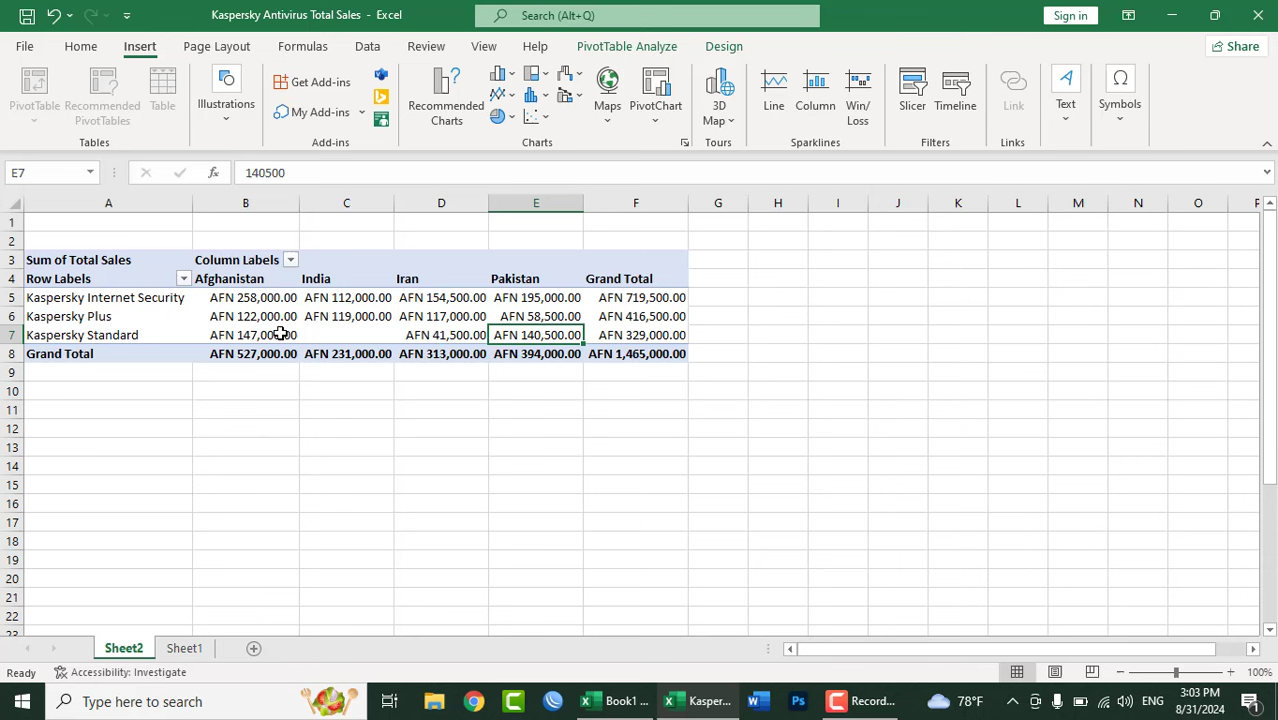 Kaspersky Antivirus Total Sales - Excel
Search (Alt+Q)
Sign in
File Home Insert Page Layout Formulas Data Review View Help PivotTable Analyze Design Share
PivotTable
Recommended PivotTables
Table
Tables
Illustrations
Get Add-ins
My Add-ins
Add-ins
Recommended Charts
Maps
PivotChart
Charts
3D Map
Tours
Line
Column
Win/ Loss
Sparklines
Slicer
Timeline
Filters
Link
Links
Text
Symbols
Symbols
E7 fx 140500
A B C D E F G H I J K L M N O P
1
2
3 Sum of Total Sales Column Labels
4 Row Labels Afghanistan India Iran Pakistan Grand Total
5 Kaspersky Internet Security AFN 258,000.00 AFN 112,000.00 AFN 154,500.00 AFN 195,000.00 AFN 719,500.00
6 Kaspersky Plus AFN 122,000.00 AFN 119,000.00 AFN 117,000.00 AFN 58,500.00 AFN 416,500.00
7 Kaspersky Standard AFN 147,000.00 AFN 41,500.00 AFN 140,500.00 AFN 329,000.00
8 Grand Total AFN 527,000.00 AFN 231,000.00 AFN 313,000.00 AFN 394,000.00 AFN 1,465,000.00
9
10
11
12
13
14
15
16
17
18
19
20
21
22
23
Sheet2 Sheet1
Ready Accessibility: Investigate 100%
Type here to search Book1 ... Kasper... Record... 78°F ENG 3:03 PM
8/31/2024